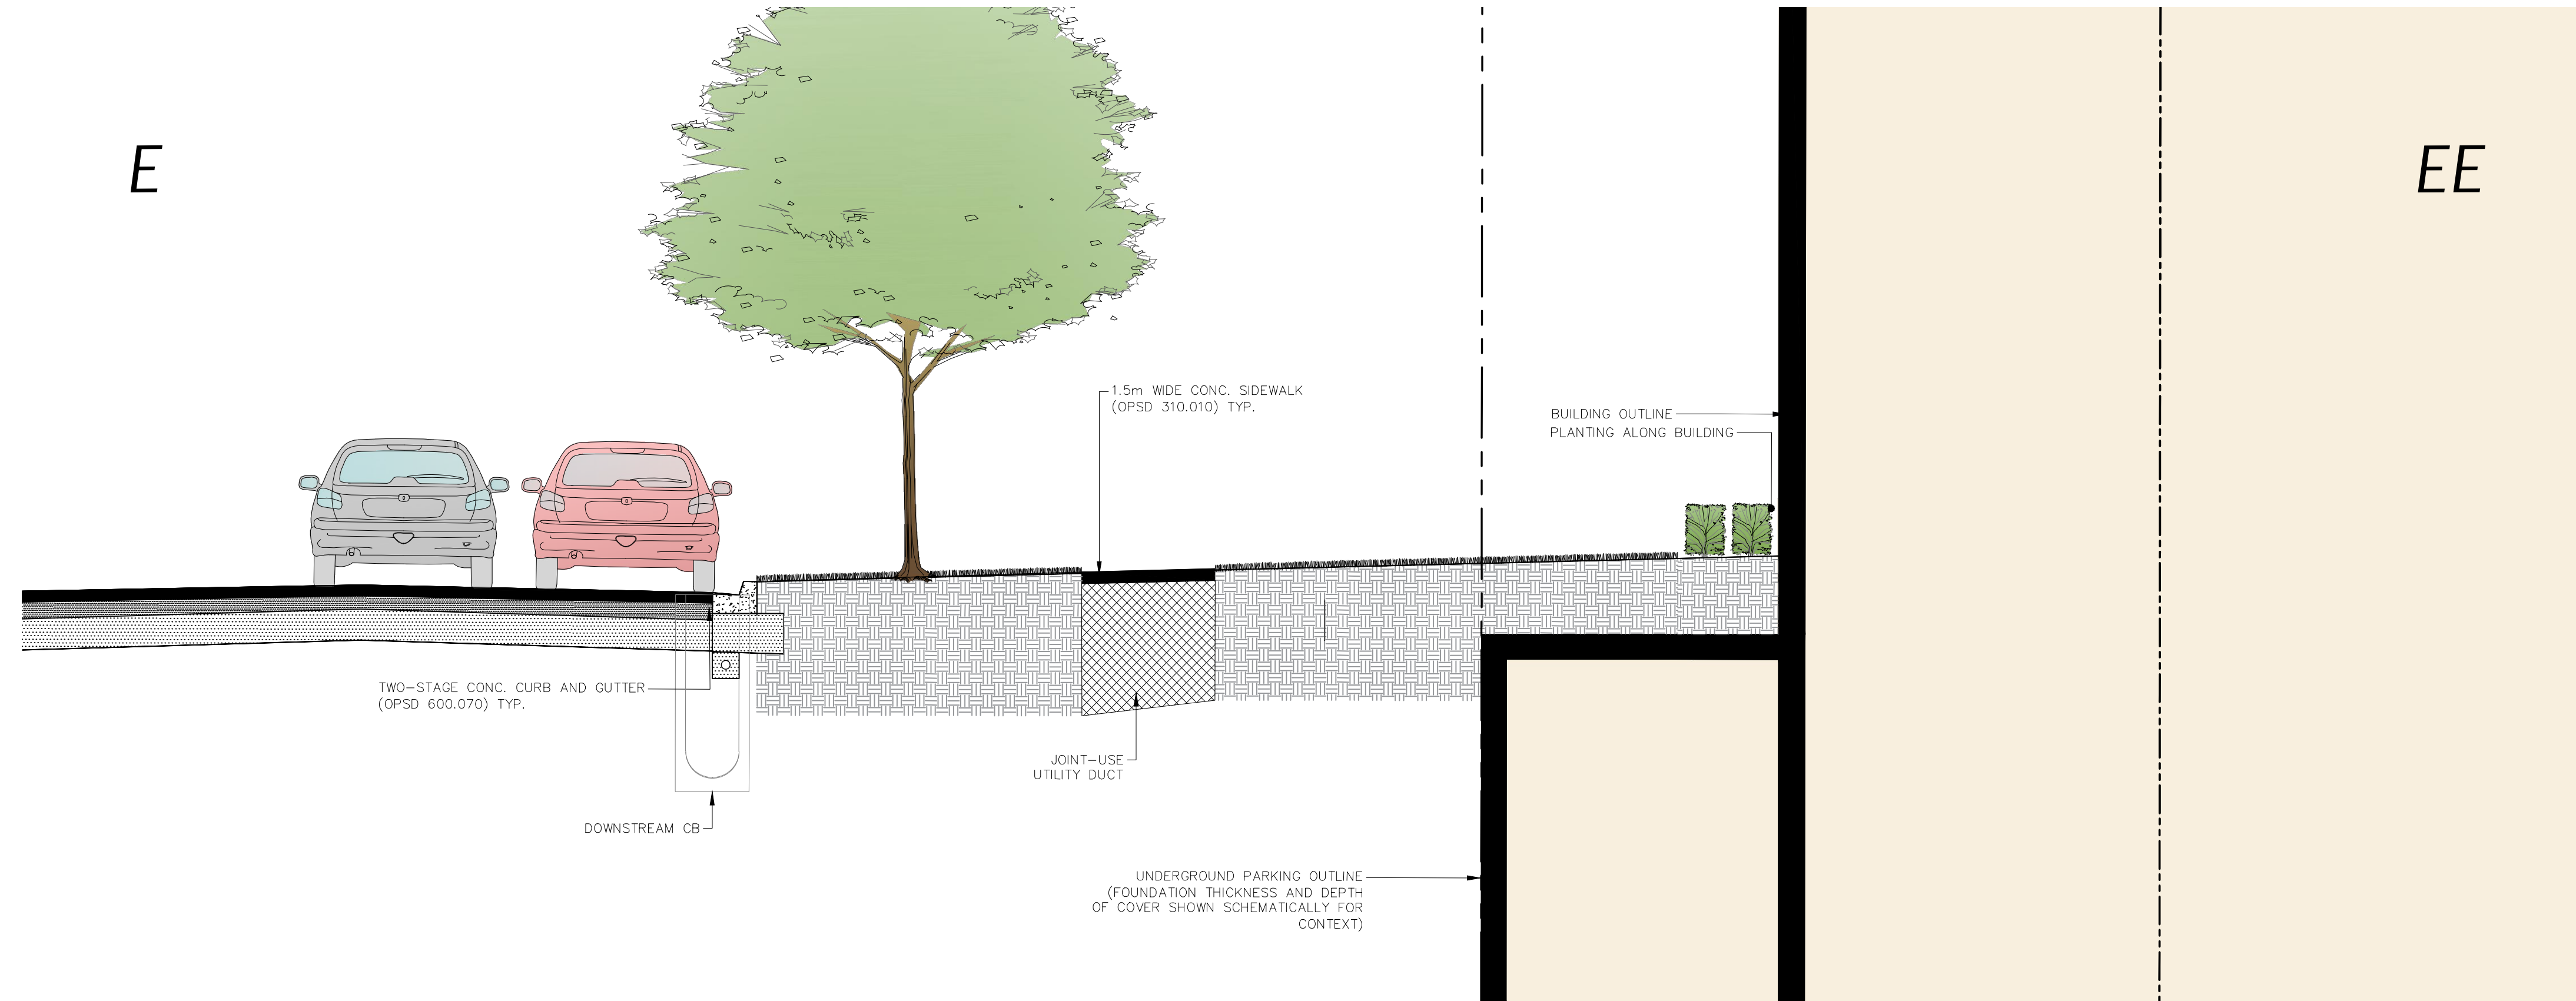 E
EE
1.5m WIDE CONC. SIDEWALK
(OPSD 310.010) TYP.
BUILDING OUTLINE
PLANTING ALONG BUILDING
TWO-STAGE CONC. CURB AND GUTTER
(OPSD 600.070) TYP.
JOINT-USE
UTILITY DUCT
DOWNSTREAM CB
UNDERGROUND PARKING OUTLINE
(FOUNDATION THICKNESS AND DEPTH
OF COVER SHOWN SCHEMATICALLY FOR
CONTEXT)